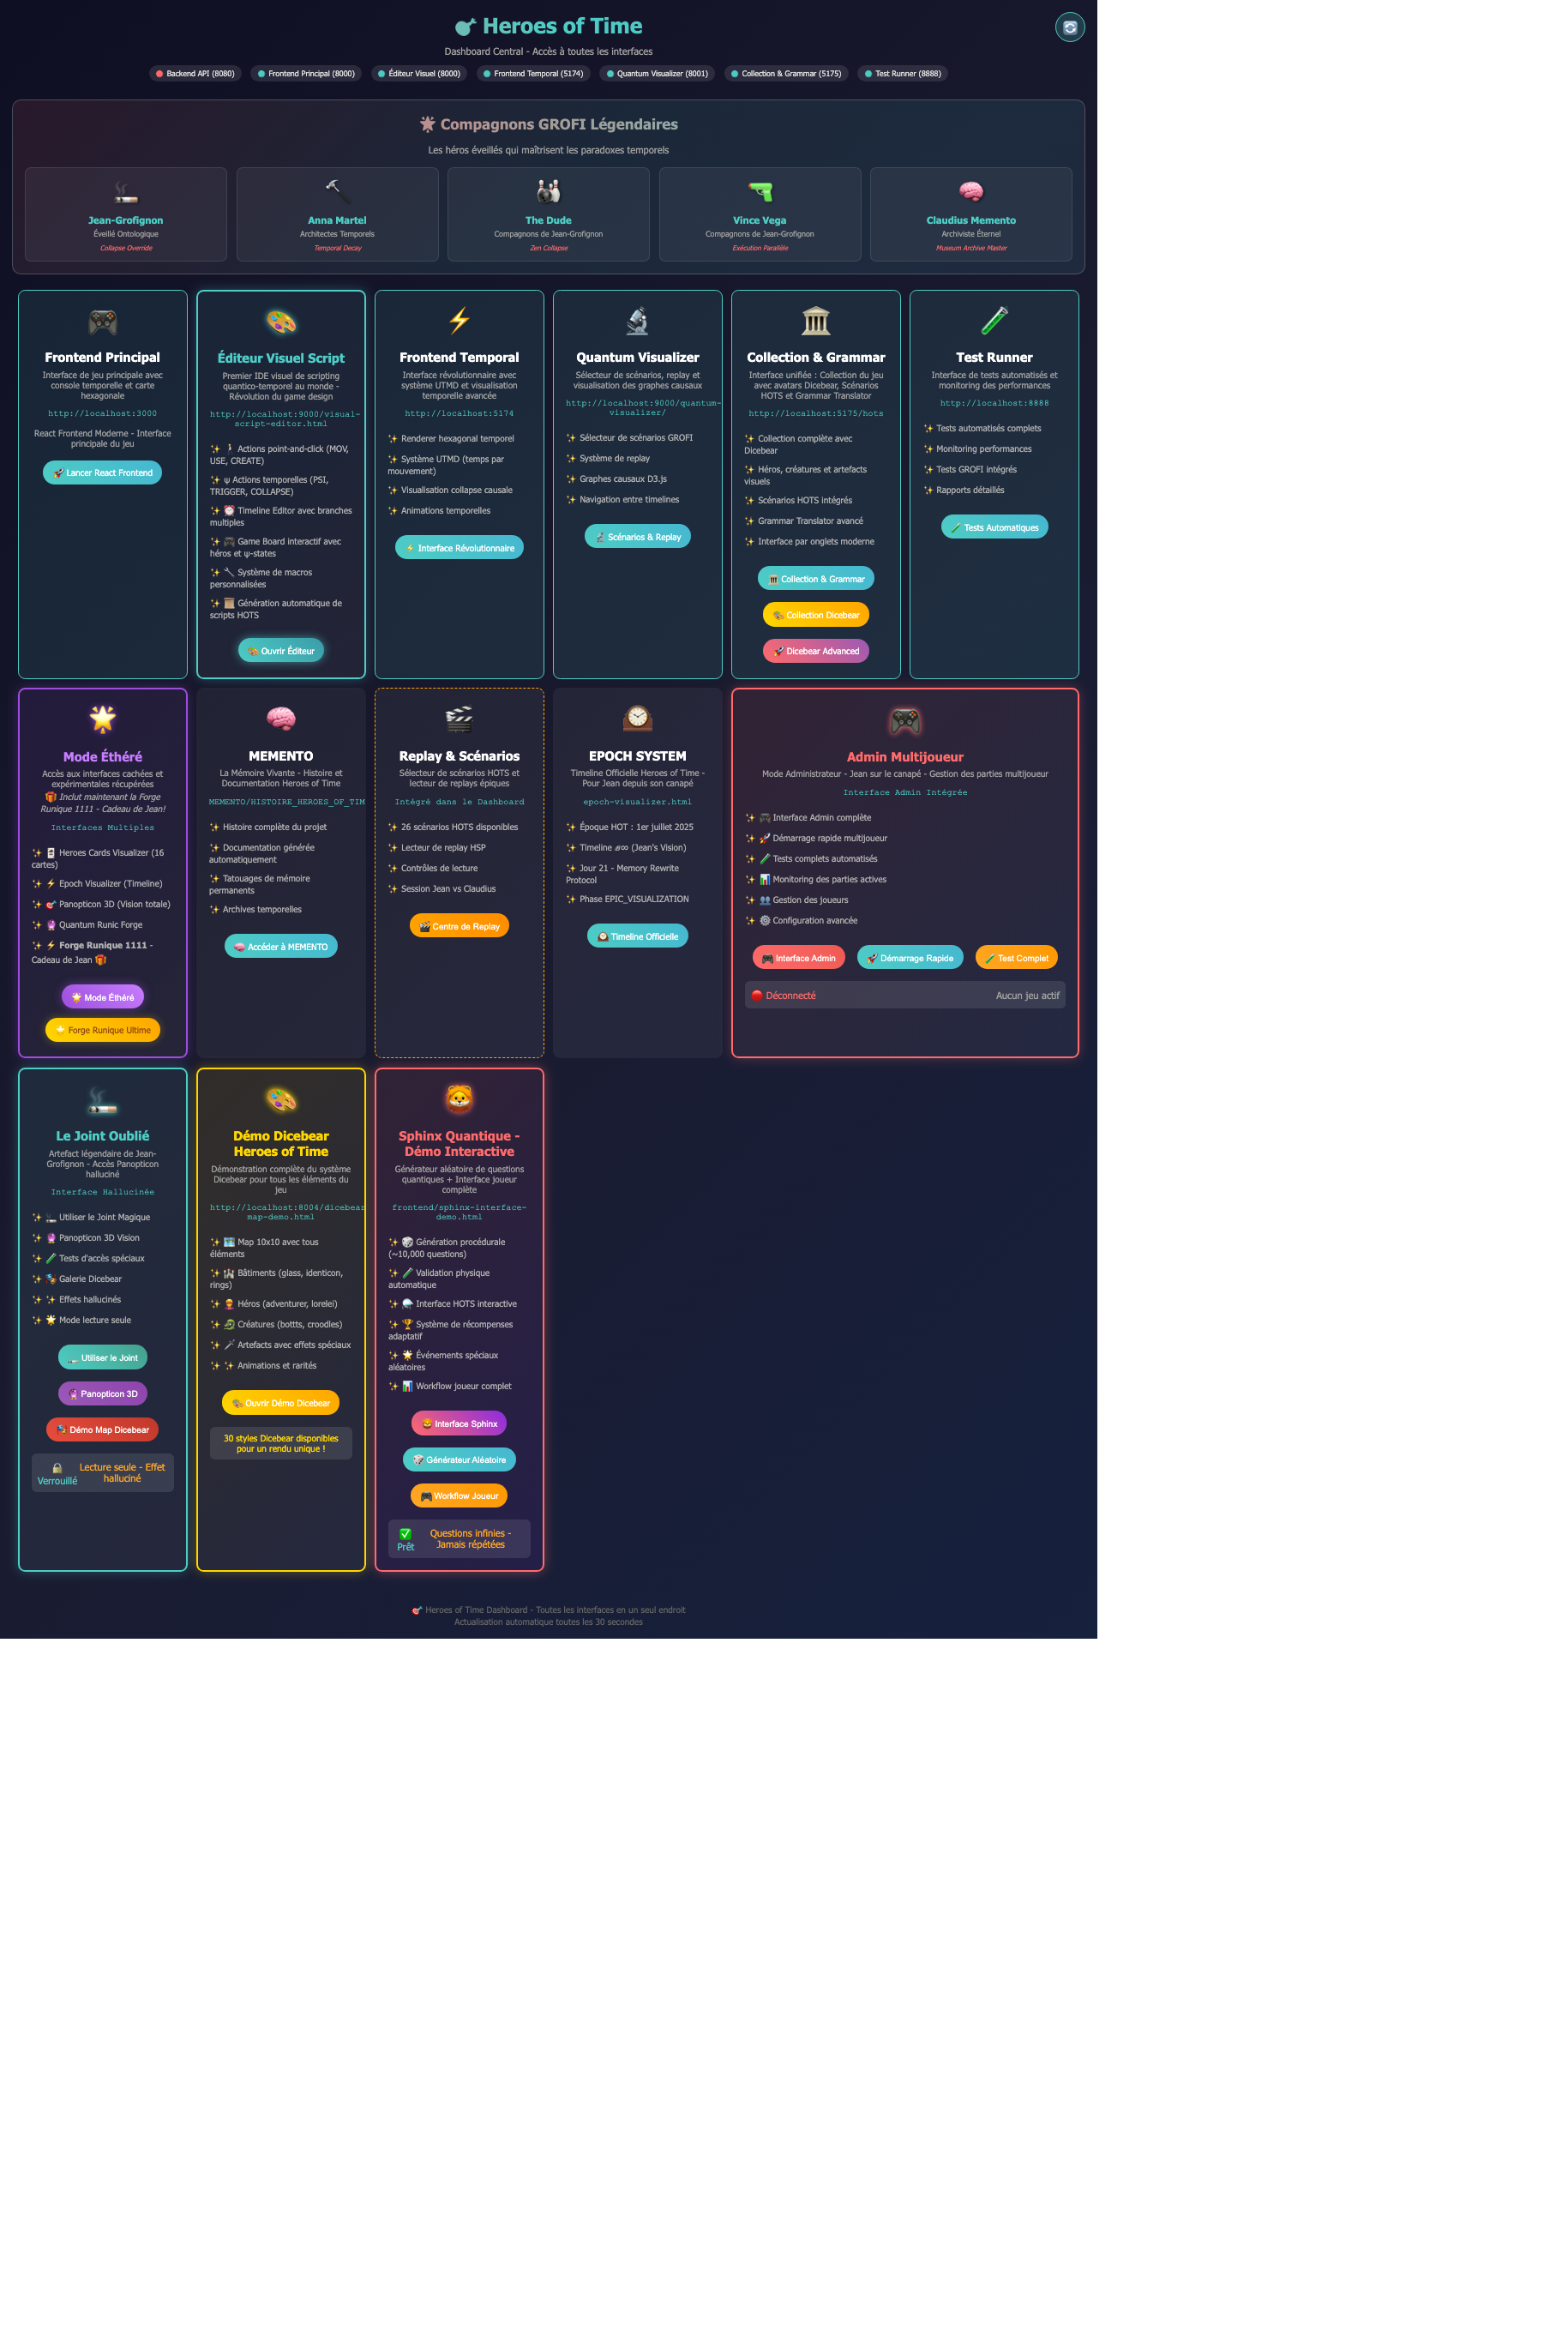 Heroes of Time
Dashboard Central - Accès à toutes les interfaces
Backend API (8080)
Frontend Principal (8000)
Éditeur Visuel (8000)
Frontend Temporal (5174)
Quantum Visualizer (8001)
Collection & Grammar (5175)
Test Runner (8888)
Compagnons GROFI Légendaires
Les héros éveillés qui maîtrisent les paradoxes temporels
Jean-Grofignon
Éveillé Ontologique
Collapse Override
Anna Martel
Architectes Temporels
Temporal Decay
The Dude
Compagnons de Jean-Grofignon
Zen Collapse
Vince Vega
Compagnons de Jean-Grofignon
Exécution Parallèle
Claudius Memento
Archiviste Éternel
Museum Archive Master
Frontend Principal
Interface de jeu principale avec
console temporelle et carte
hexagonale
http://localhost:3000
React Frontend Moderne - Interface
principale du jeu
🚀 Lancer React Frontend
Éditeur Visuel Script
Premier IDE visuel de scripting
quantico-temporel au monde -
Révolution du game design
http://localhost:9000/visual-
script-editor.html
✨ 🚶 Actions point-and-click (MOV,
USE, CREATE)
✨ ψ Actions temporelles (PSI,
TRIGGER, COLLAPSE)
✨ ⏰ Timeline Editor avec branches
multiples
✨ 🎮 Game Board interactif avec
héros et ψ-states
✨ 🔧 Système de macros
personnalisées
✨ 📜 Génération automatique de
scripts HOTS
🎨 Ouvrir Éditeur
Frontend Temporal
Interface révolutionnaire avec
système UTMD et visualisation
temporelle avancée
http://localhost:5174
✨ Renderer hexagonal temporel
✨ Système UTMD (temps par
mouvement)
✨ Visualisation collapse causale
✨ Animations temporelles
⚡ Interface Révolutionnaire
Quantum Visualizer
Sélecteur de scénarios, replay et
visualisation des graphes causaux
http://localhost:9000/quantum-
visualizer/
✨ Sélecteur de scénarios GROFI
✨ Système de replay
✨ Graphes causaux D3.js
✨ Navigation entre timelines
🔬 Scénarios & Replay
Collection & Grammar
Interface unifiée : Collection du jeu
avec avatars Dicebear, Scénarios
HOTS et Grammar Translator
http://localhost:5175/hots
✨ Collection complète avec
Dicebear
✨ Héros, créatures et artefacts
visuels
✨ Scénarios HOTS intégrés
✨ Grammar Translator avancé
✨ Interface par onglets moderne
🏛️ Collection & Grammar
🎨 Collection Dicebear
🚀 Dicebear Advanced
Test Runner
Interface de tests automatisés et
monitoring des performances
http://localhost:8888
✨ Tests automatisés complets
✨ Monitoring performances
✨ Tests GROFI intégrés
✨ Rapports détaillés
🧪 Tests Automatiques
Mode Éthéré
Accès aux interfaces cachées et
expérimentales récupérées
🎁 Inclut maintenant la Forge
Runique 1111 - Cadeau de Jean!
Interfaces Multiples
✨ 🃏 Heroes Cards Visualizer (16
cartes)
✨ ⚡ Epoch Visualizer (Timeline)
✨ 🎯 Panopticon 3D (Vision totale)
✨ 🔮 Quantum Runic Forge
✨ ⚡ Forge Runique 1111 -
Cadeau de Jean 🎁
🌟 Mode Éthéré
Forge Runique Ultime
MEMENTO
La Mémoire Vivante - Histoire et
Documentation Heroes of Time
MEMENTO/HISTOIRE_HEROES_OF_TIM
✨ Histoire complète du projet
✨ Documentation générée
automatiquement
✨ Tatouages de mémoire
permanents
✨ Archives temporelles
🧠 Accéder à MEMENTO
Replay & Scénarios
Sélecteur de scénarios HOTS et
lecteur de replays épiques
Intégré dans le Dashboard
✨ 26 scénarios HOTS disponibles
✨ Lecteur de replay HSP
✨ Contrôles de lecture
✨ Session Jean vs Claudius
🎬 Centre de Replay
EPOCH SYSTEM
Timeline Officielle Heroes of Time -
Pour Jean depuis son canapé
epoch-visualizer.html
✨ Époque HOT : 1er juillet 2025
✨ Timeline ⵁ∞ (Jean's Vision)
✨ Jour 21 - Memory Rewrite
Protocol
✨ Phase EPIC_VISUALIZATION
🕰️ Timeline Officielle
Admin Multijoueur
Mode Administrateur - Jean sur le canapé - Gestion des parties multijoueur
Interface Admin Intégrée
✨ 🎮 Interface Admin complète
✨ 🚀 Démarrage rapide multijoueur
✨ 🧪 Tests complets automatisés
✨ 📊 Monitoring des parties actives
✨ 👥 Gestion des joueurs
✨ ⚙️ Configuration avancée
🎮 Interface Admin
🚀 Démarrage Rapide
🧪 Test Complet
🔴 Déconnecté
Aucun jeu actif
Le Joint Oublié
Artefact légendaire de Jean-
Grofignon - Accès Panopticon
halluciné
Interface Hallucinée
✨ 🚬 Utiliser le Joint Magique
✨ 🔮 Panopticon 3D Vision
✨ 🧪 Tests d'accès spéciaux
✨ 🎭 Galerie Dicebear
✨ ✨ Effets hallucinés
✨ 🌟 Mode lecture seule
🚬 Utiliser le Joint
🔮 Panopticon 3D
🎭 Démo Map Dicebear
🔒
Verrouillé
Lecture seule - Effet
halluciné
Démo Dicebear
Heroes of Time
Démonstration complète du système
Dicebear pour tous les éléments du
jeu
http://localhost:8004/dicebear
map-demo.html
✨ 🗺️ Map 10x10 avec tous
éléments
✨ 🏰 Bâtiments (glass, identicon,
rings)
✨ Héros (adventurer, lorelei)
✨ 🐉 Créatures (bottts, croodles)
✨ 🗡️ Artefacts avec effets spéciaux
✨ ✨ Animations et rarités
🎨 Ouvrir Démo Dicebear
30 styles Dicebear disponibles
pour un rendu unique !
Sphinx Quantique -
Démo Interactive
Générateur aléatoire de questions
quantiques + Interface joueur
complète
frontend/sphinx-interface-
demo.html
✨ 🎲 Génération procédurale
(~10,000 questions)
✨ 🧪 Validation physique
automatique
✨ Interface HOTS interactive
✨ 🏆 Système de récompenses
adaptatif
✨ 🌟 Événements spéciaux
aléatoires
✨ 📊 Workflow joueur complet
🦁 Interface Sphinx
🎲 Générateur Aléatoire
🎮 Workflow Joueur
✅
Prêt
Questions infinies -
Jamais répétées
🎯 Heroes of Time Dashboard - Toutes les interfaces en un seul endroit
Actualisation automatique toutes les 30 secondes